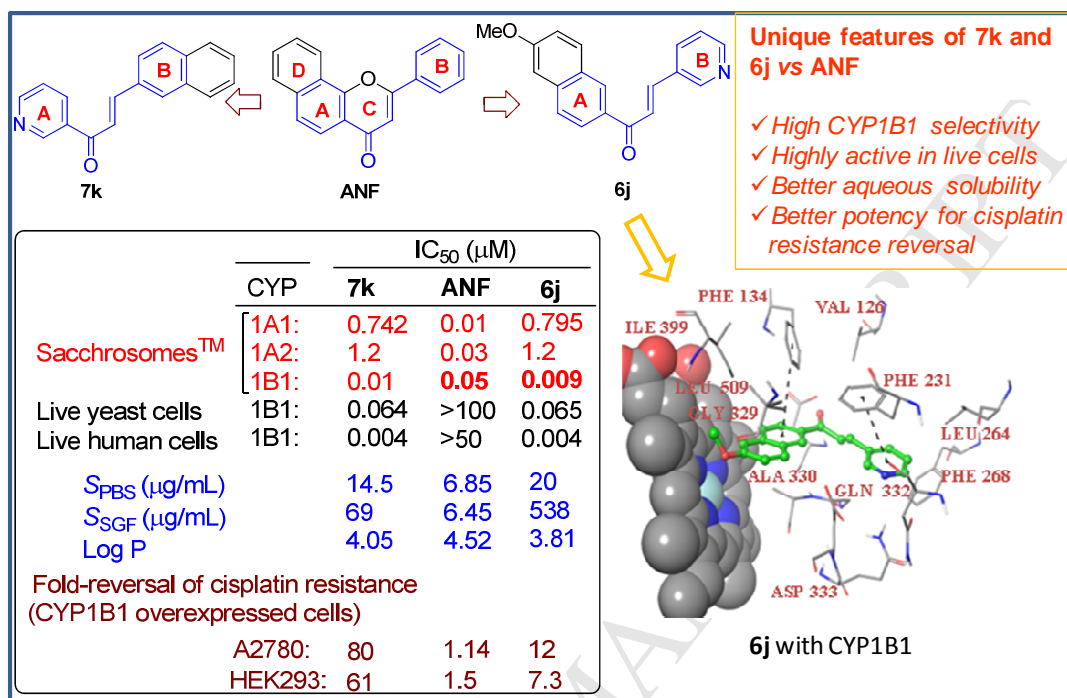 MeO
B
N
A
O
7k
D
A
C
O
B
O
ANF
A
B
N
O
6j
Unique features of 7k and
6j vs ANF
✓ High CYP1B1 selectivity
✓ Highly active in live cells
✓ Better aqueous solubility
✓ Better potency for cisplatin
resistance reversal
IC50 (μM)
CYP 7k ANF 6j
1A1: 0.742 0.01 0.795
Sacchrosomes™ 1A2: 1.2 0.03 1.2
1B1: 0.01 0.05 0.009
Live yeast cells 1B1: 0.064 >100 0.065
Live human cells 1B1: 0.004 >50 0.004
SPBS (μg/mL) 14.5 6.85 20
SSGF (μg/mL) 69 6.45 538
Log P 4.05 4.52 3.81
Fold-reversal of cisplatin resistance
(CYP1B1 overexpressed cells)
A2780: 80 1.14 12
HEK293: 61 1.5 7.3
PHE 134
VAL 126
ILE 399
LEU 509
PHE 231
GLY 329
LEU 264
ALA 330
GLN 332
PHE 268
ASP 333
6j with CYP1B1